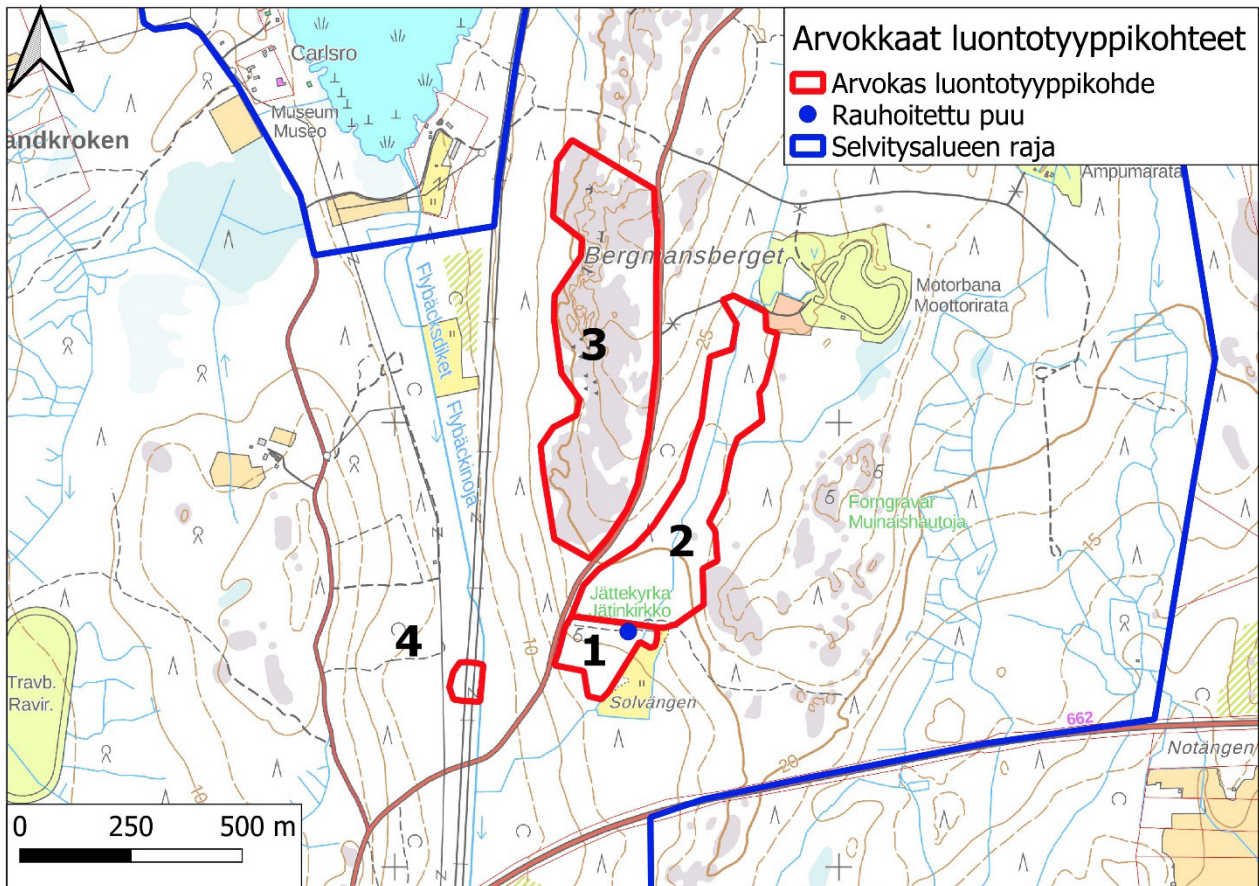 Arvokkaat luontotyyppikohteet
Arvokas luontotyyppikohde
Rauhoitettu puu
Selvitysalueen raja
Carlsro
Museum
Museo
andkroken
Ampumarata
Bergmansberget
Motorbana
Moottorirata
Flybäcksdiket
Flybäckinoja
3
25
Forngravar
Muinaishautoja
15
2
Jättekyrka
Jätinkirkko
10
4
1
Travb.
Ravir.
Solvängen
662
Notängen
20
10
0 250 500 m